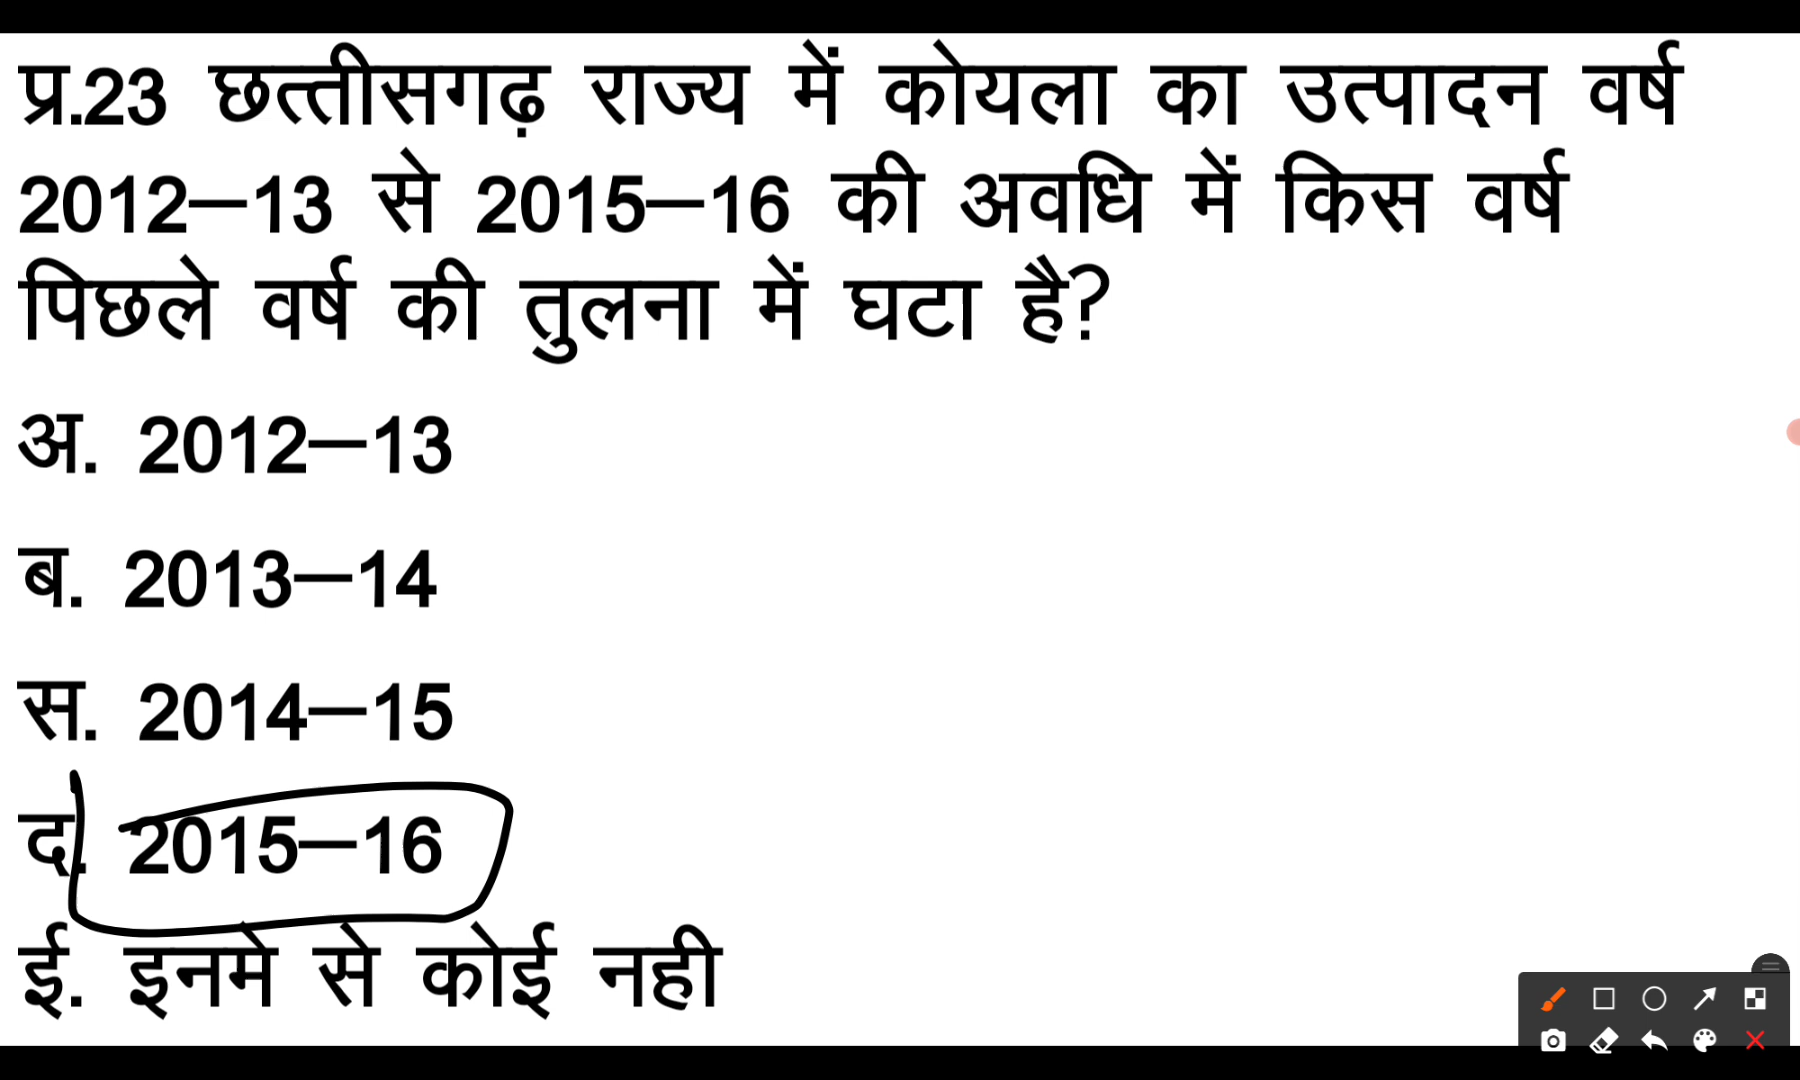 प्र.23 छत्तीसगढ़ राज्य में कोयला का उत्पादन वर्ष
2012–13 से 2015–16 की अवधि में किस वर्ष
पिछले वर्ष की तुलना में घटा है?
अ. 2012–13
ब. 2013–14
स. 2014–15
द. 2015–16
ई. इनमे से कोई नही